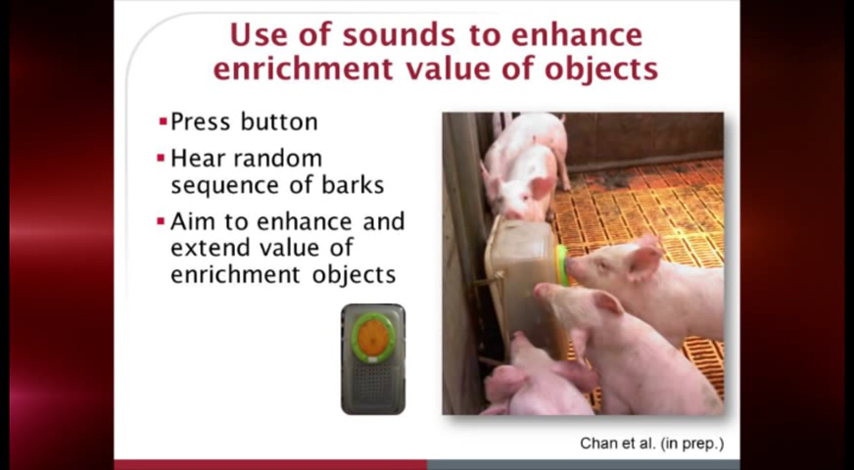 Use of sounds to enhance
enrichment value of objects
▪Press button
▪Hear random
sequence of barks
▪Aim to enhance and
extend value of
enrichment objects
Chan et al. (in prep.)